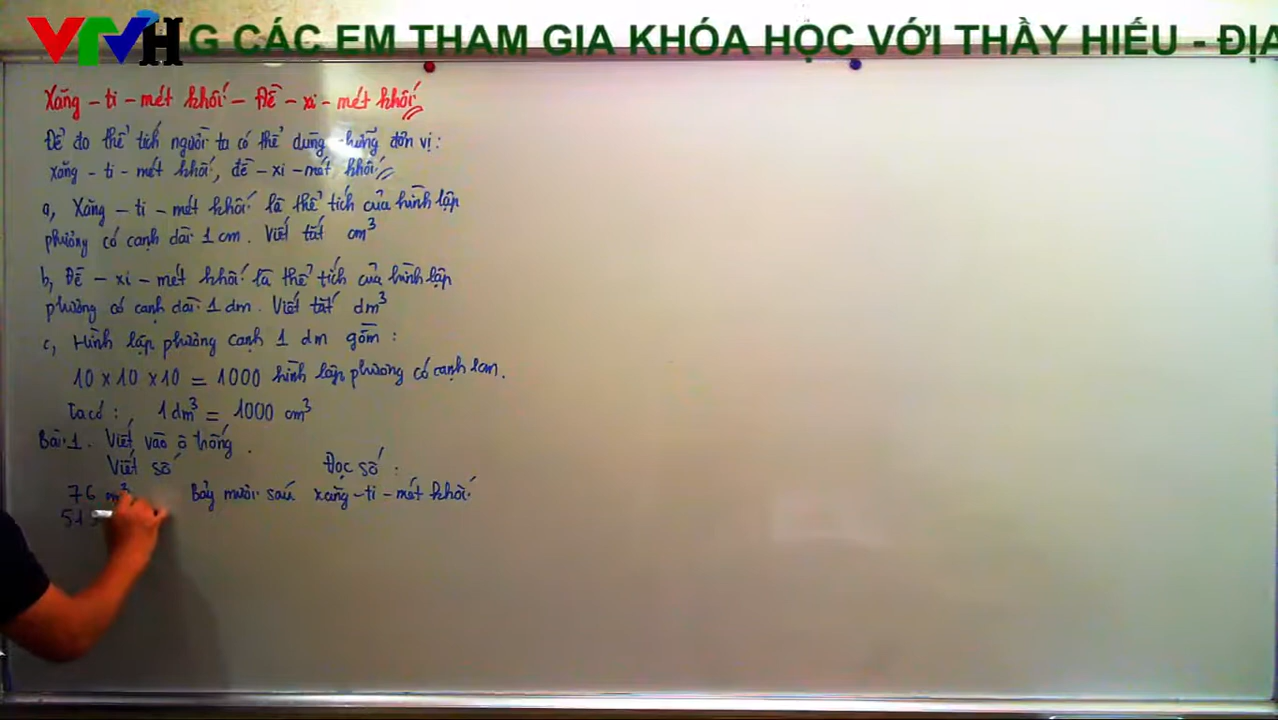 VTVH
G CÁC EM THAM GIA KHÓA HỌC VỚI THẦY HIẾU - ĐỊA
Xăng - ti - mét khối - Đề - xi - mét khối
Để đo thể tích người ta có thể dùng những đơn vị:
xăng - ti - mét khối, đề - xi - mét khối
a, Xăng - ti - mét khối là thể tích của hình lập
phương có cạnh dài 1 cm. Viết tắt cm³
b, Đề - xi - mét khối là thể tích của hình lập
phương có cạnh dài 1 dm. Viết tắt dm³
c, Hình lập phương cạnh 1 dm gồm:
10 × 10 × 10 = 1000 hình lập phương có cạnh 1cm.
Ta có: 1 dm³ = 1000 cm³
Bài 1. Viết vào ô trống.
Viết số Đọc số:
76 cm³ Bảy mươi sáu xăng - ti - mét khối
51